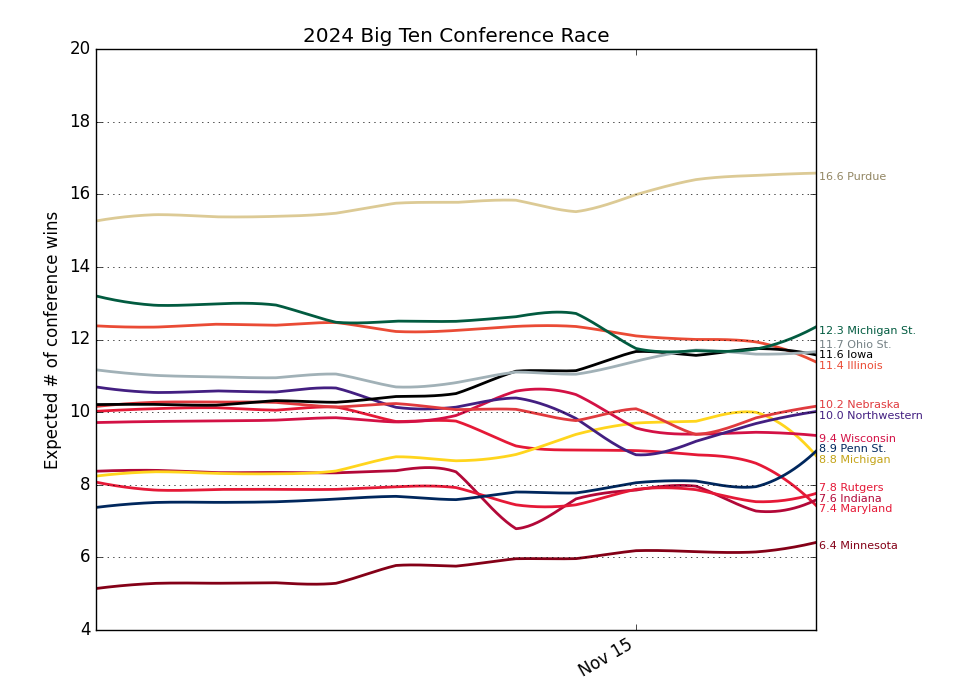 2024 Big Ten Conference Race
Expected # of conference wins
20
18
16
14
12
10
8
6
4
Nov 15
16.6 Purdue
12.3 Michigan St.
11.7 Ohio St.
11.6 Iowa
11.4 Illinois
10.2 Nebraska
10.0 Northwestern
9.4 Wisconsin
8.9 Penn St.
8.8 Michigan
7.8 Rutgers
7.6 Indiana
7.4 Maryland
6.4 Minnesota